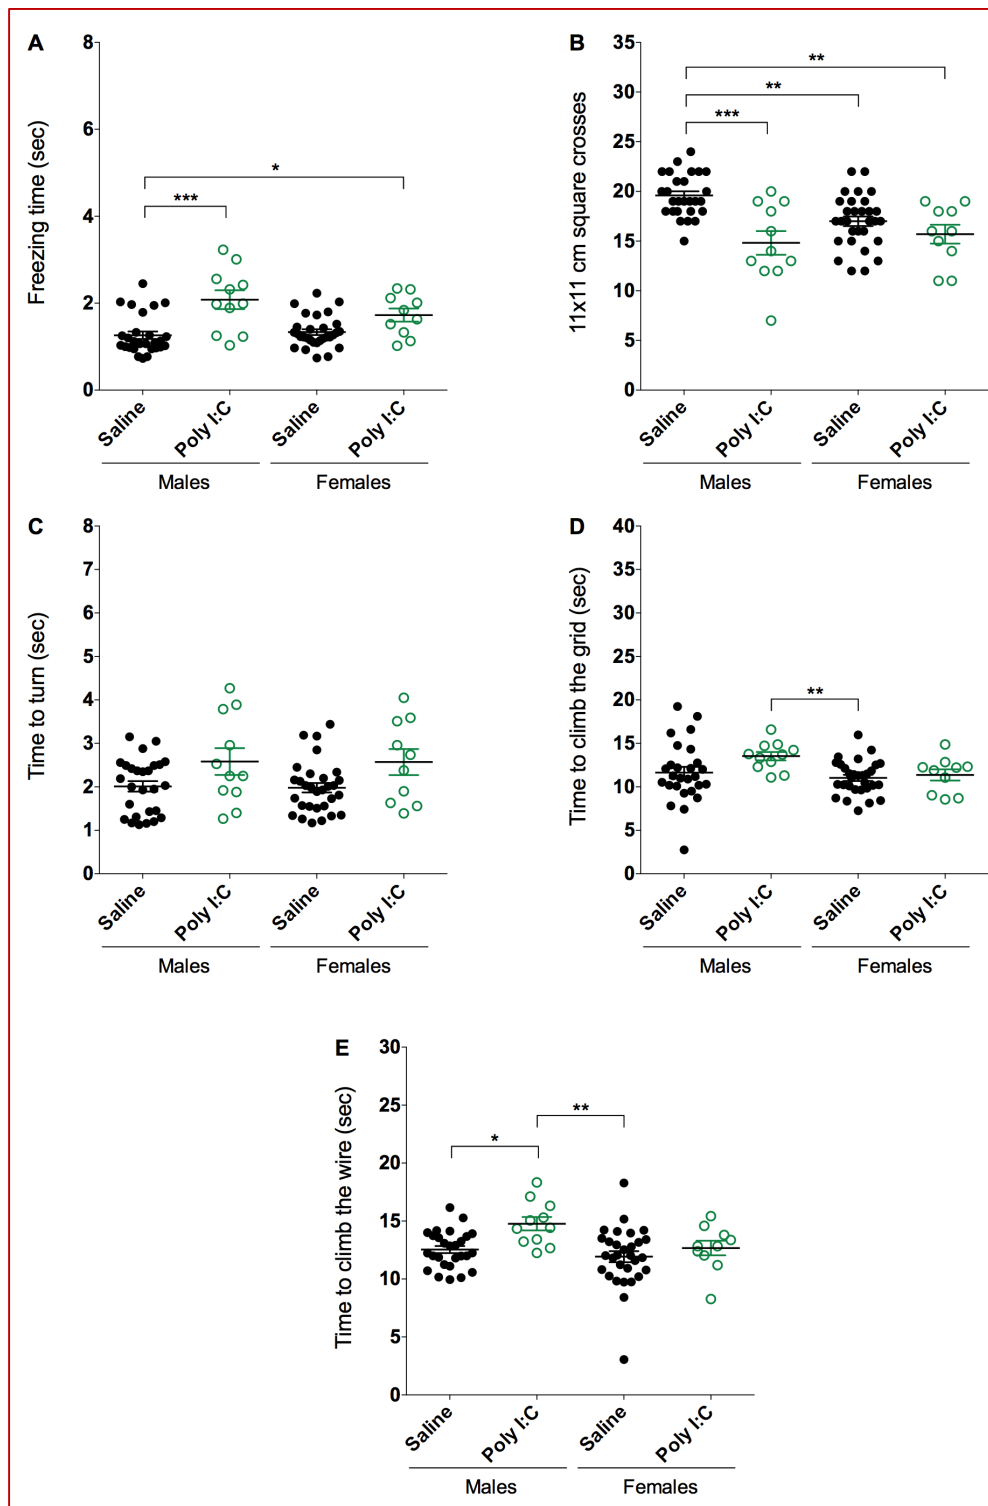 A
8
6
4
2
0
Freezing time (sec)
*
***
Saline
Poly I:C
Saline
Poly I:C
Males
Females
B
35
30
25
20
15
10
5
0
11x11 cm square crosses
**
**
***
Saline
Poly I:C
Saline
Poly I:C
Males
Females
C
8
7
6
5
4
3
2
1
0
Time to turn (sec)
Saline
Poly I:C
Saline
Poly I:C
Males
Females
D
40
35
30
25
20
15
10
5
0
Time to climb the grid (sec)
**
Saline
Poly I:C
Saline
Poly I:C
Males
Females
E
30
25
20
15
10
5
0
Time to climb the wire (sec)
**
*
Saline
Poly I:C
Saline
Poly I:C
Males
Females